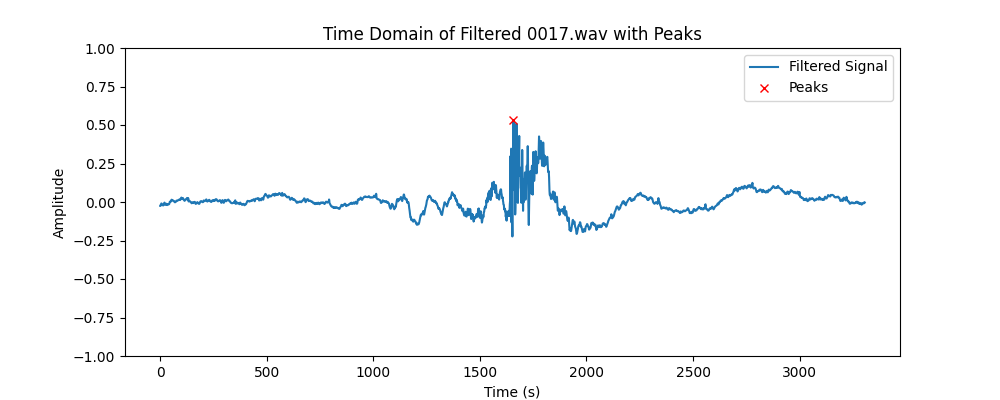 Time Domain of Filtered 0017.wav with Peaks
1.00
0.75
0.50
0.25
0.00
−0.25
−0.50
−0.75
−1.00
Amplitude
Filtered Signal
Peaks
0 500 1000 1500 2000 2500 3000
Time (s)